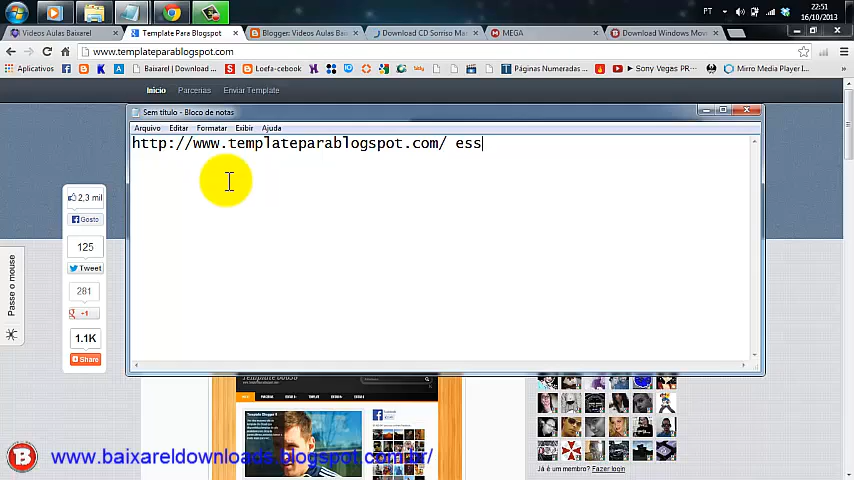 PT
22:51
16/10/2013
Videos Aulas Baixarel
Template Para Blogspot
Blogger: Videos Aulas Baix
Download CD Sorriso Mar
MEGA
Download Windows Mov
www.templateparablogspot.com
Aplicativos
Baixarel | Download ...
Loefa-cebook
Páginas Numeradas ...
Sony Vegas PR...
Mirro Media Player I...
Início
Parcerias
Enviar Template
Sem título - Bloco de notas
Arquivo
Editar
Formatar
Exibir
Ajuda
http://www.templateparablogspot.com/ ess
2,3 mil
Gosto
125
Tweet
281
+1
1.1K
Share
Passe o mouse
Já é um membro? Fazer login
www.baixareldownloads.blogspot.com.br/